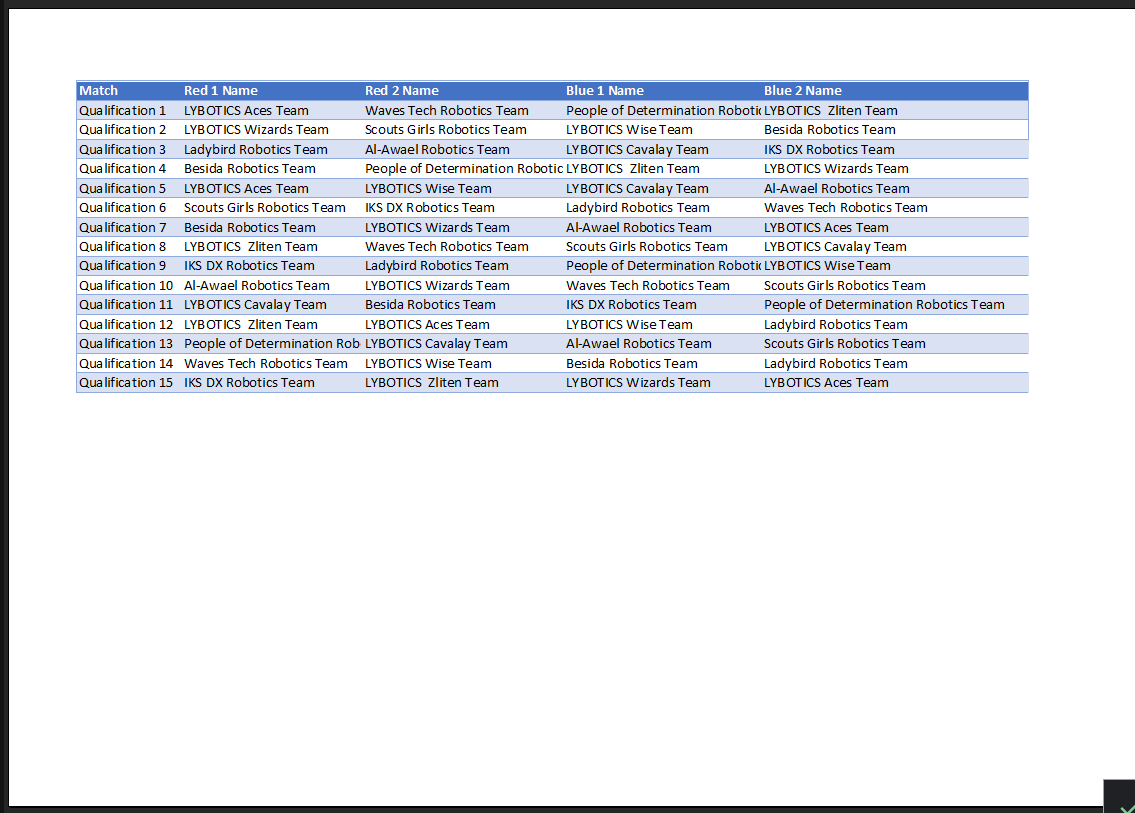 Match Red 1 Name Red 2 Name Blue 1 Name Blue 2 Name
Qualification 1 LYBOTICS Aces Team Waves Tech Robotics Team People of Determination Roboti LYBOTICS  Zliten Team
Qualification 2 LYBOTICS Wizards Team Scouts Girls Robotics Team LYBOTICS Wise Team Besida Robotics Team
Qualification 3 Ladybird Robotics Team Al-Awael Robotics Team LYBOTICS Cavalay Team IKS DX Robotics Team
Qualification 4 Besida Robotics Team People of Determination Robotic LYBOTICS  Zliten Team LYBOTICS Wizards Team
Qualification 5 LYBOTICS Aces Team LYBOTICS Wise Team LYBOTICS Cavalay Team Al-Awael Robotics Team
Qualification 6 Scouts Girls Robotics Team IKS DX Robotics Team Ladybird Robotics Team Waves Tech Robotics Team
Qualification 7 Besida Robotics Team LYBOTICS Wizards Team Al-Awael Robotics Team LYBOTICS Aces Team
Qualification 8 LYBOTICS  Zliten Team Waves Tech Robotics Team Scouts Girls Robotics Team LYBOTICS Cavalay Team
Qualification 9 IKS DX Robotics Team Ladybird Robotics Team People of Determination Roboti LYBOTICS Wise Team
Qualification 10 Al-Awael Robotics Team LYBOTICS Wizards Team Waves Tech Robotics Team Scouts Girls Robotics Team
Qualification 11 LYBOTICS Cavalay Team Besida Robotics Team IKS DX Robotics Team People of Determination Robotics Team
Qualification 12 LYBOTICS  Zliten Team LYBOTICS Aces Team LYBOTICS Wise Team Ladybird Robotics Team
Qualification 13 People of Determination Rob LYBOTICS Cavalay Team Al-Awael Robotics Team Scouts Girls Robotics Team
Qualification 14 Waves Tech Robotics Team LYBOTICS Wise Team Besida Robotics Team Ladybird Robotics Team
Qualification 15 IKS DX Robotics Team LYBOTICS  Zliten Team LYBOTICS Wizards Team LYBOTICS Aces Team